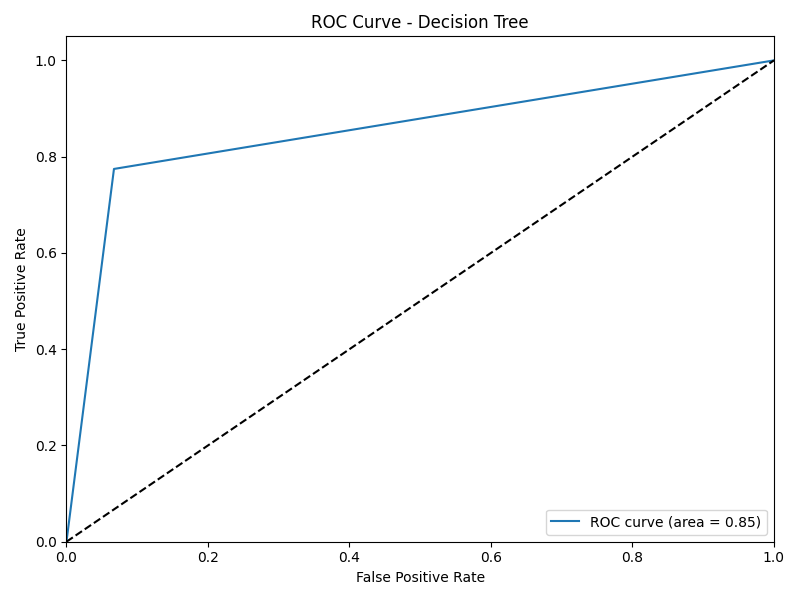 ROC Curve - Decision Tree
True Positive Rate
1.0
0.8
0.6
0.4
0.2
0.0
ROC curve (area = 0.85)
0.0 0.2 0.4 0.6 0.8 1.0
False Positive Rate